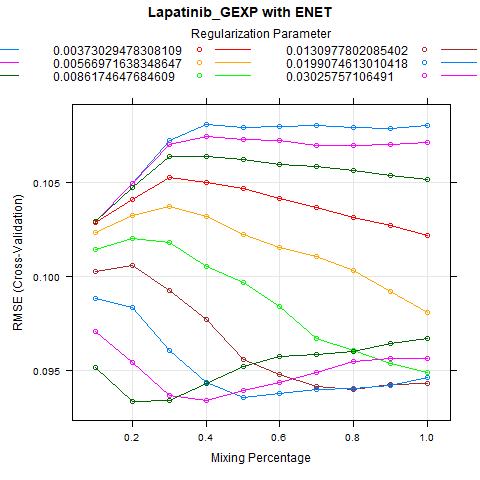 Lapatinib_GEXP with ENET
Regularization Parameter
0.00373029478308109 0.0130977802085402
0.00566971638348647 0.0199074613010418
0.0086174647684609 0.03025757106491
0.105
0.100
0.095
RMSE (Cross-Validation)
0.2 0.4 0.6 0.8 1.0
Mixing Percentage